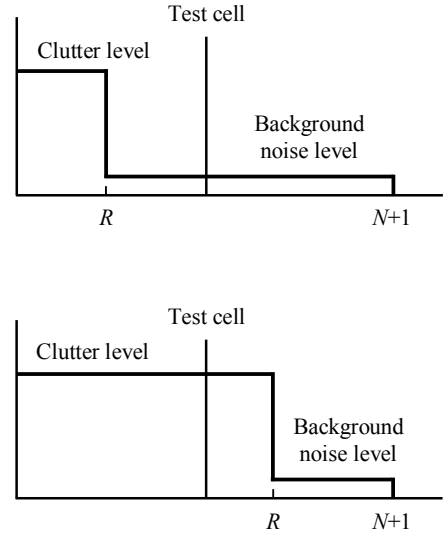 Test cell
Clutter level
Background
noise level
R
N+1
Test cell
Clutter level
Background
noise level
R
N+1